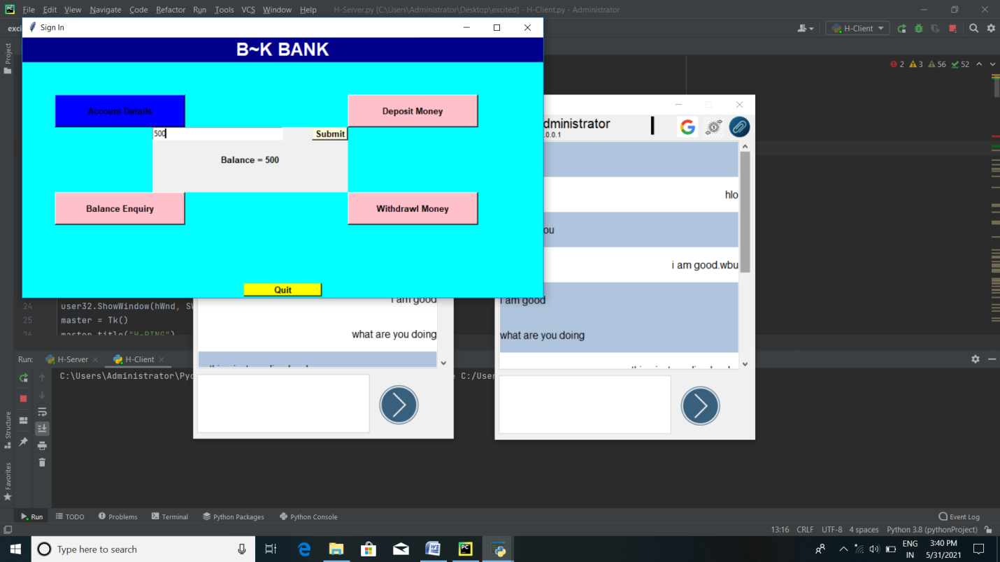 File Edit View Navigate Code Refactor Run Tools VCS Window Help H-Server.py [C:\Users\Administrator\Desktop\excited] - H-Client.py - Administrator
Sign In
H-Client
Project
B~K BANK
2 3 56 52
Account Details
Deposit Money
500
Submit
Balance = 500
Balance Enquiry
Withdrawl Money
Quit
dministrator
.0.0.1
hlo
ou
i am good.wbu
i am good
what are you doing
i am good
what are you doing
24 user32.ShowWindow(hWnd, SW
25 master = Tk()
26 master.title("H-PING")
Run: H-Server H-Client
C:\Users\Administrator\Pyc
C:/User
Structure
Favorites
Run TODO Problems Terminal Python Packages Python Console Event Log
13:16 CRLF UTF-8 4 spaces Python 3.8 (pythonProject)
Type here to search
ENG
IN
3:40 PM
5/31/2021